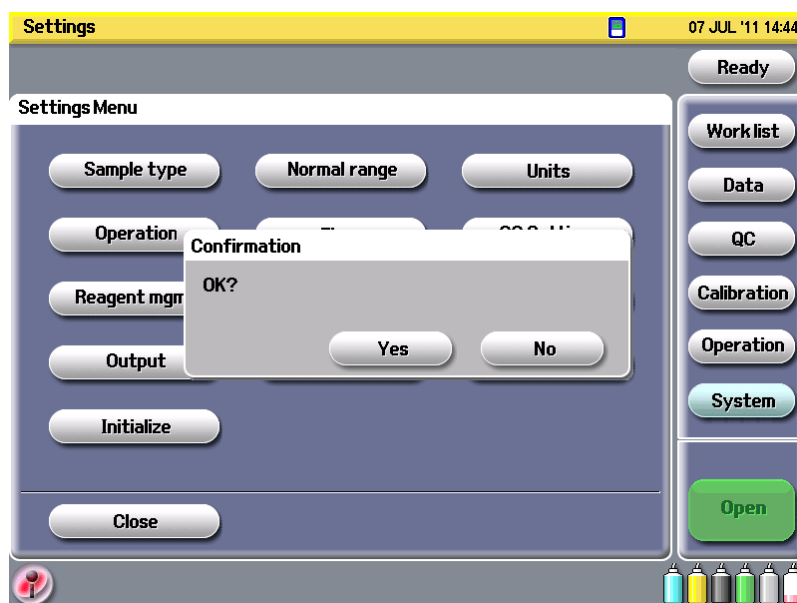 Settings
07 JUL '11 14:44
Ready
Settings Menu
Work list
Sample type
Normal range
Units
Data
Operation
QC
Confirmation
OK?
Reagent mgm
Calibration
Yes
No
Output
Operation
System
Initialize
Open
Close